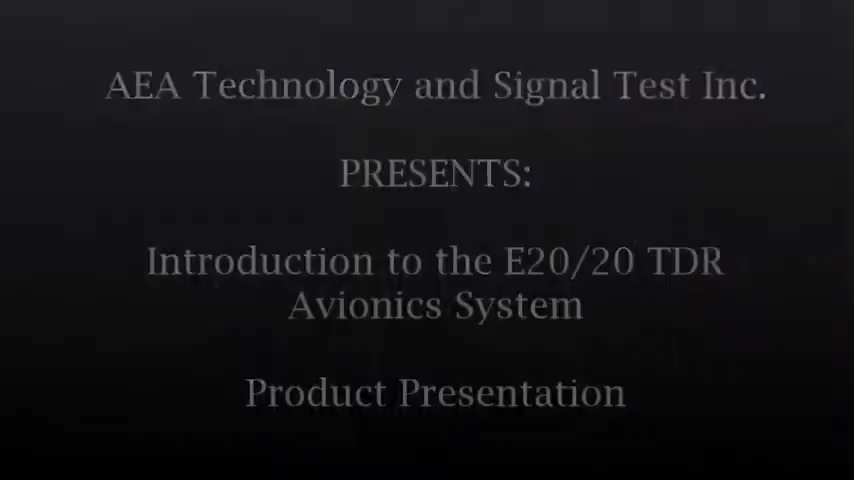 AEA Technology and Signal Test Inc.
PRESENTS:
Introduction to the E20/20 TDR
Avionics System
Product Presentation